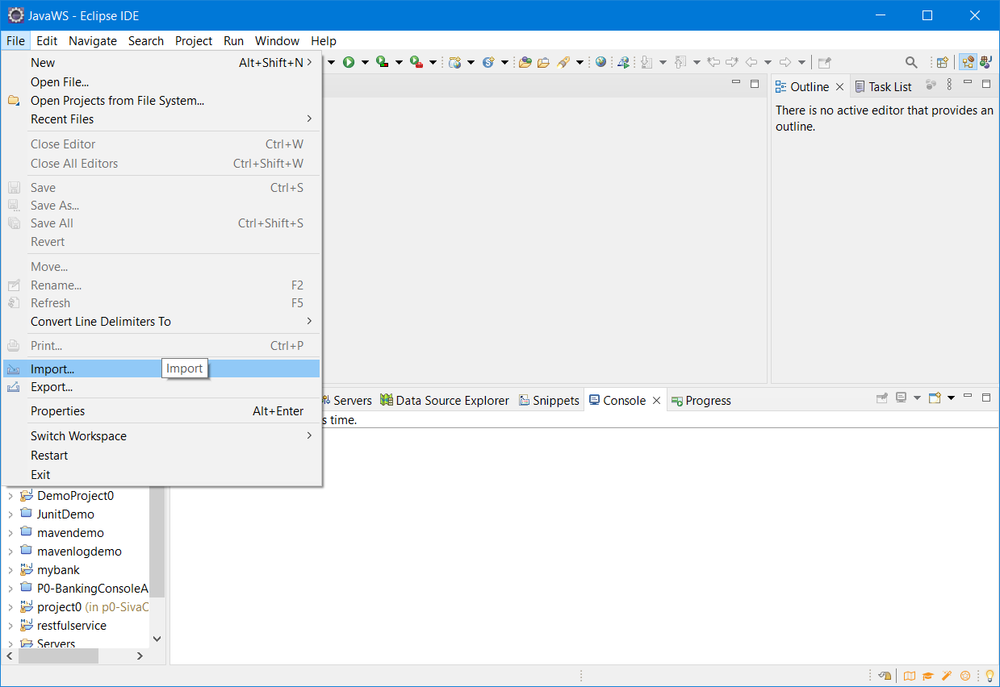 JavaWS - Eclipse IDE
File Edit Navigate Search Project Run Window Help
New Alt+Shift+N
Open File...
Open Projects from File System...
Recent Files
Close Editor Ctrl+W
Close All Editors Ctrl+Shift+W
Save Ctrl+S
Save As...
Save All Ctrl+Shift+S
Revert
Move...
Rename... F2
Refresh F5
Convert Line Delimiters To
Print... Ctrl+P
Import... Import
Export...
Properties Alt+Enter
Switch Workspace
Restart
Exit
Outline Task List
There is no active editor that provides an
outline.
Servers Data Source Explorer Snippets Console Progress
s time.
DemoProject0
JunitDemo
mavendemo
mavenlogdemo
mybank
P0-BankingConsoleA
project0 (in p0-SivaC
restfulservice
Servers